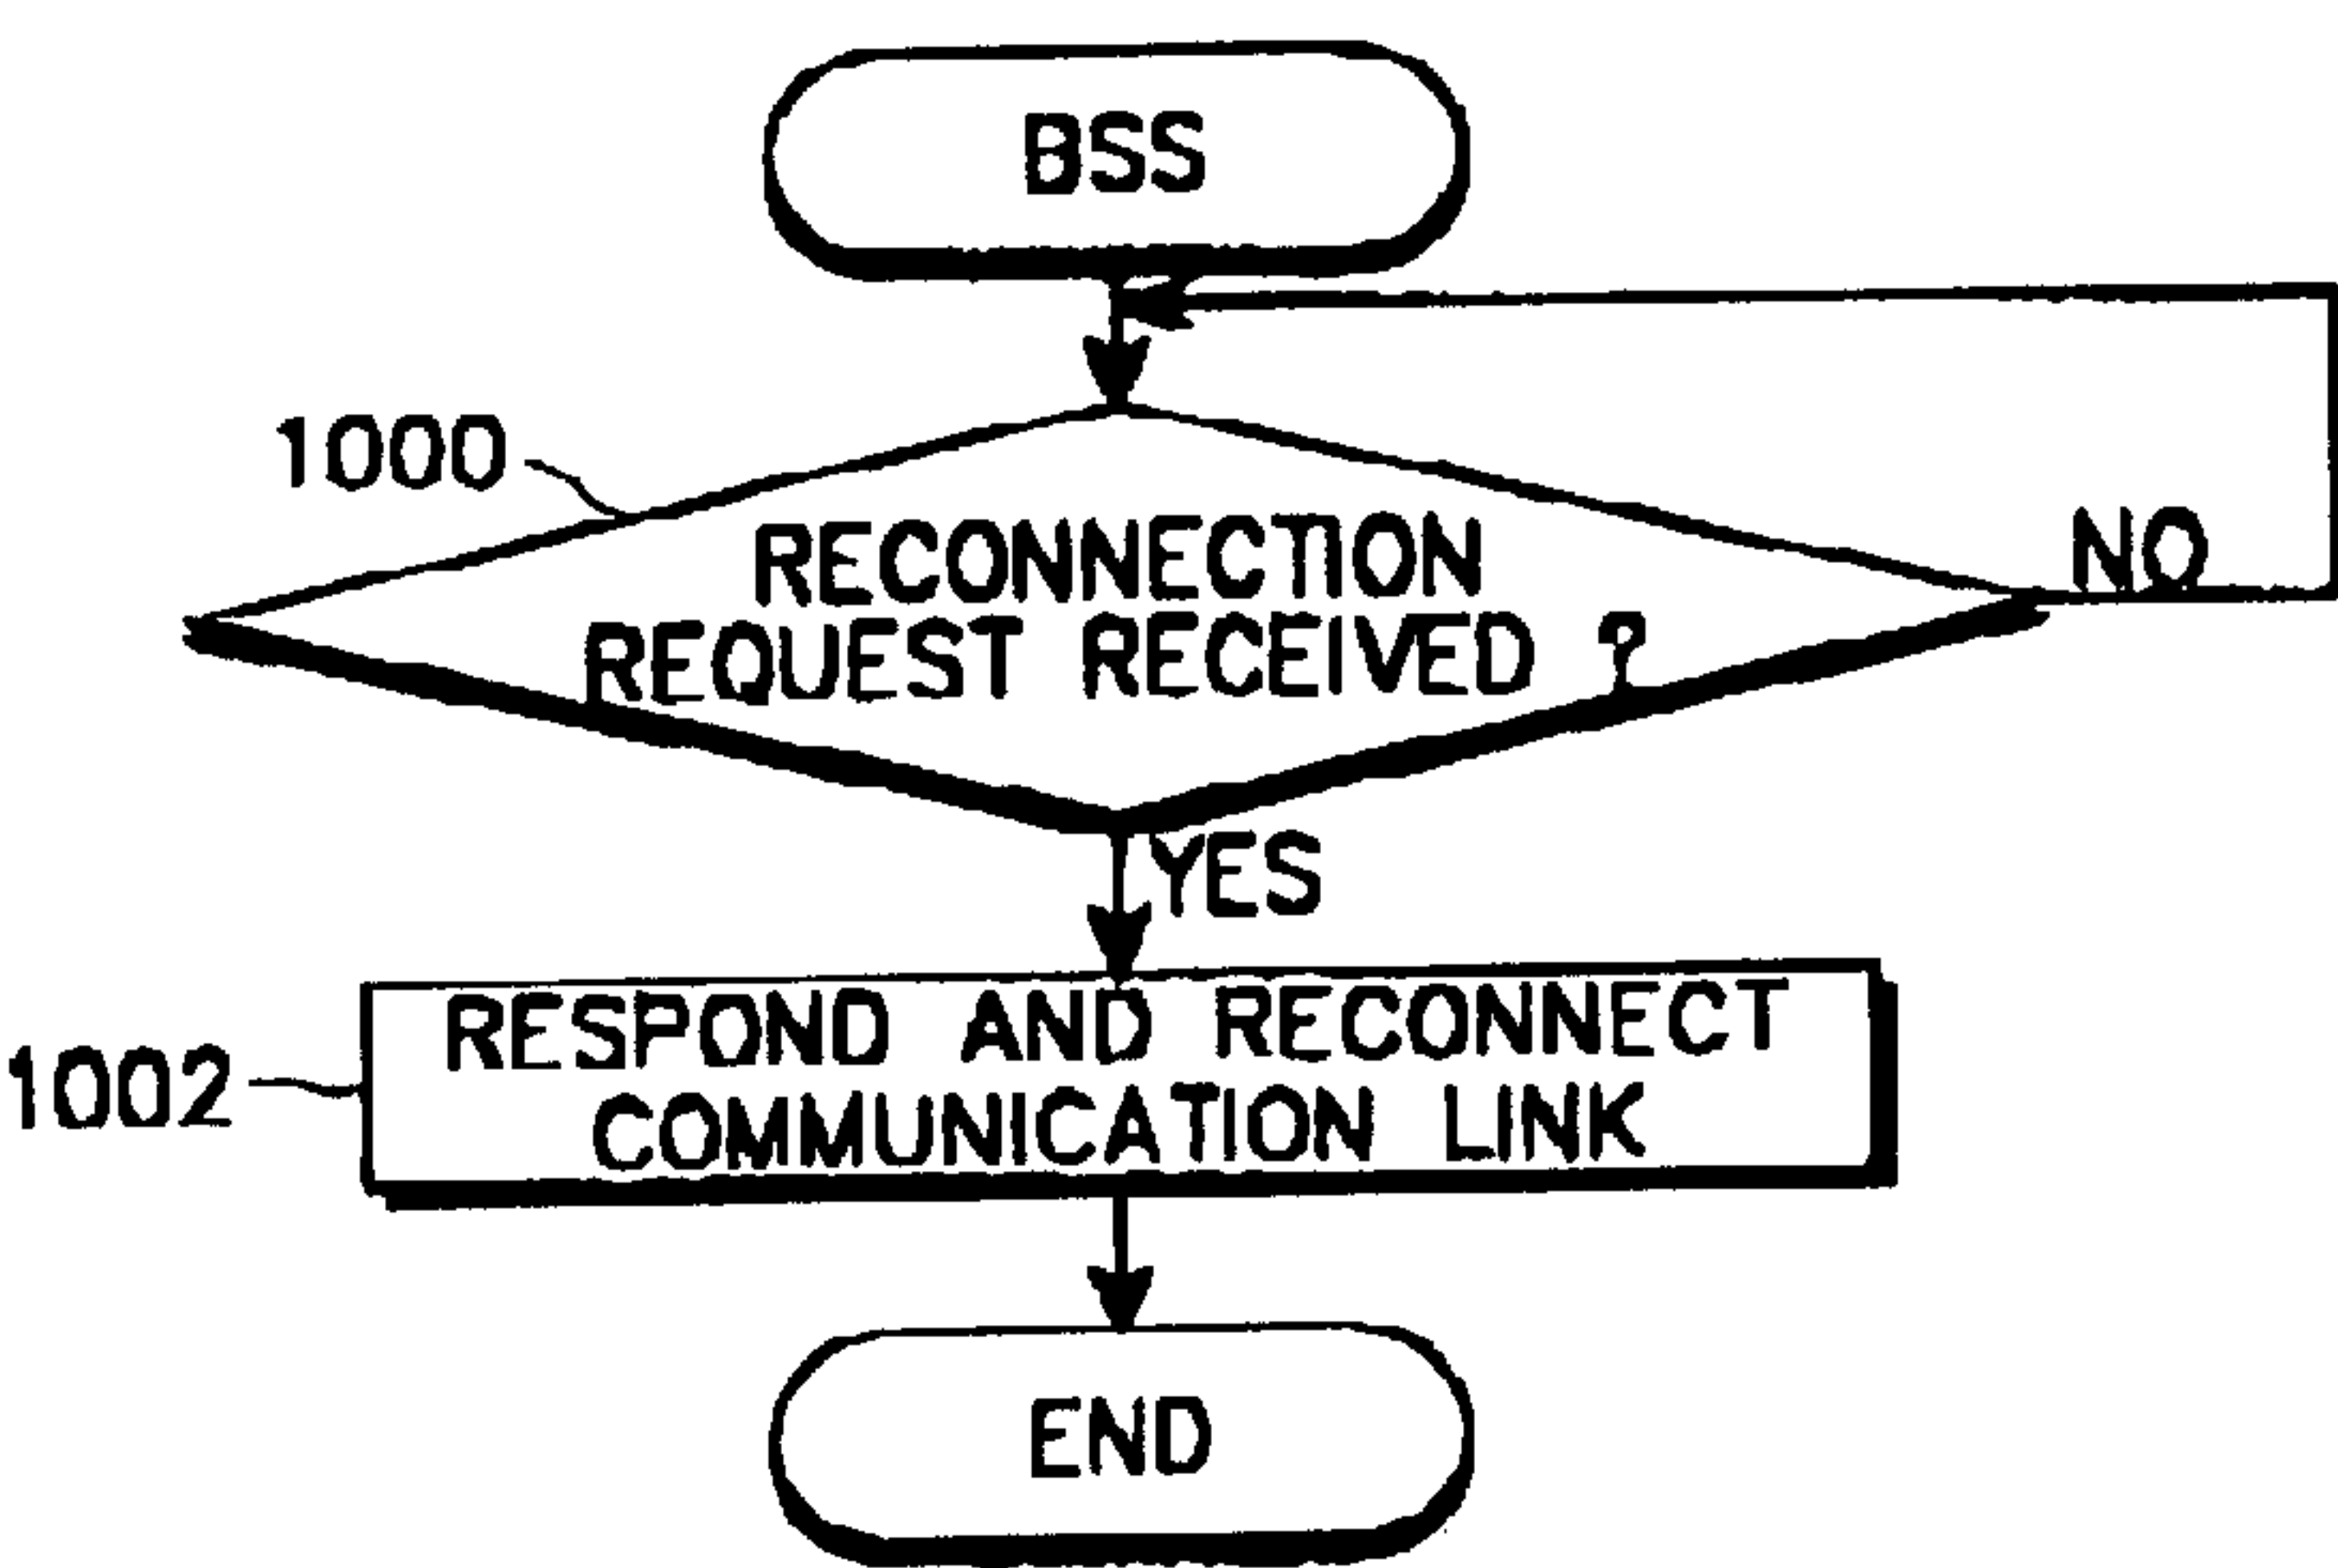 BSS
1000
RECONNECTION
REQUEST RECEIVED ?
NO
YES
RESPOND AND RECONNECT
COMMUNICATION LINK
1002
END